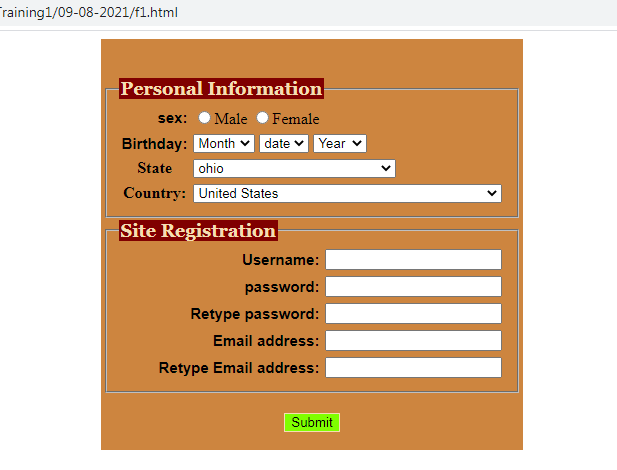 Training1/09-08-2021/f1.html
Personal Information
sex: Male Female
Birthday: Month date Year
State ohio
Country: United States
Site Registration
Username:
password:
Retype password:
Email address:
Retype Email address:
Submit